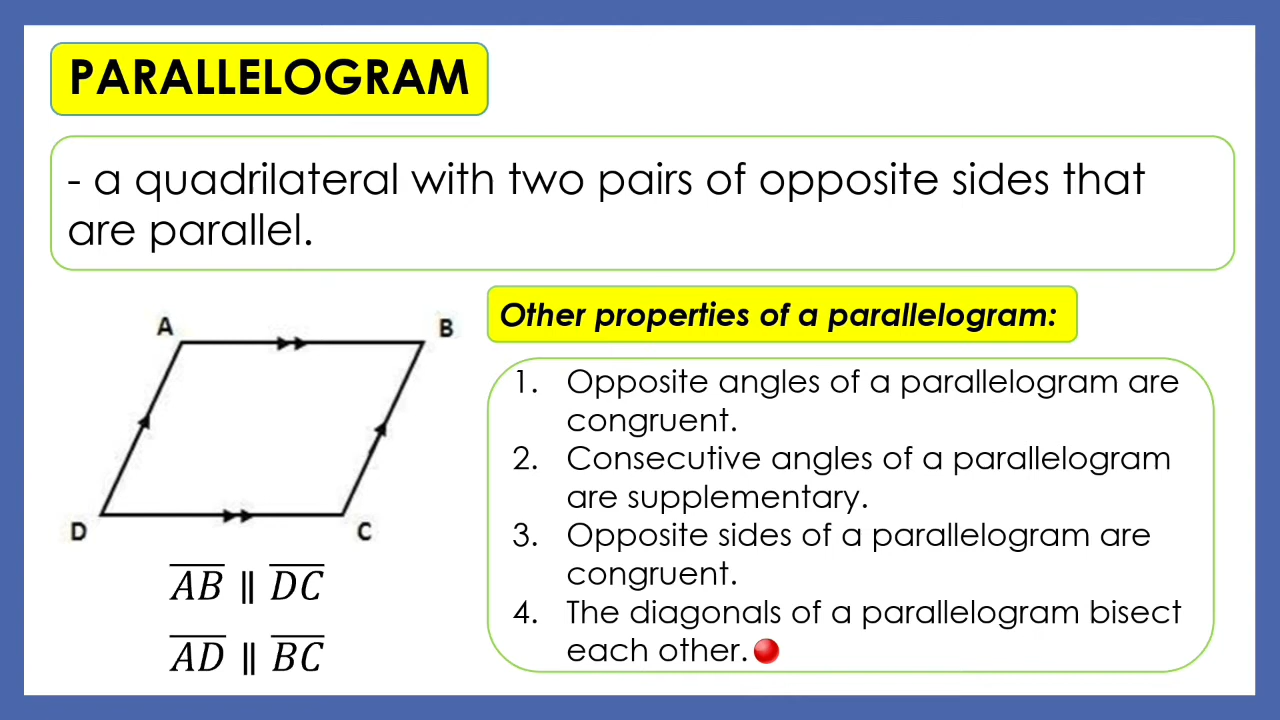 PARALLELOGRAM
- a quadrilateral with two pairs of opposite sides that
are parallel.
A
B
D
C
AB ∥ DC
AD ∥ BC
Other properties of a parallelogram:
1. Opposite angles of a parallelogram are
congruent.
2. Consecutive angles of a parallelogram
are supplementary.
3. Opposite sides of a parallelogram are
congruent.
4. The diagonals of a parallelogram bisect
each other.